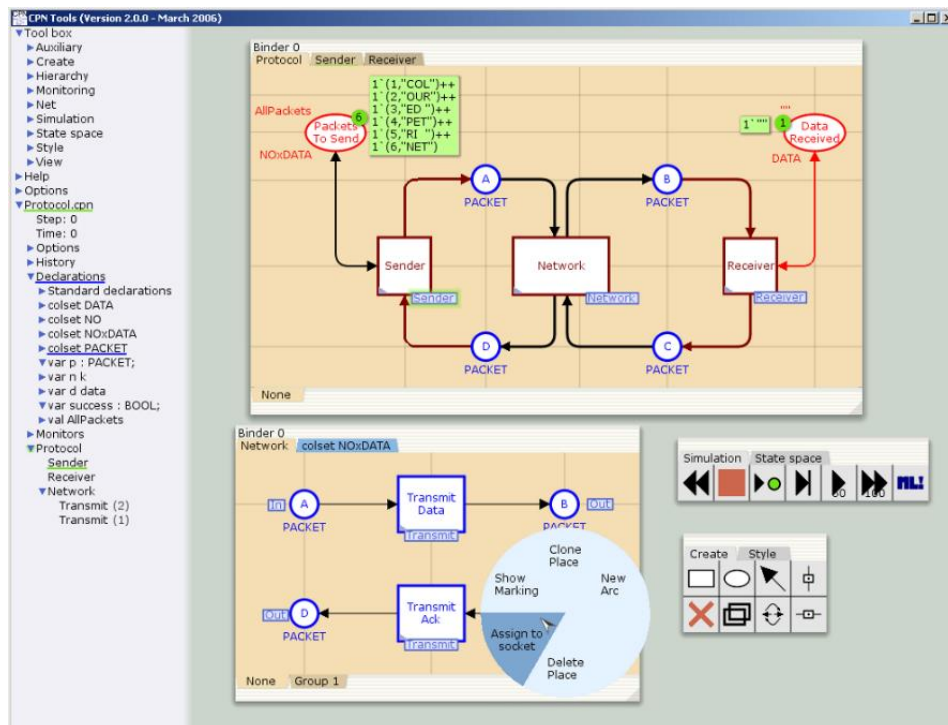 CPN Tools (Version 2.0.0 - March 2006)
Tool box
Auxiliary
Create
Hierarchy
Monitoring
Net
Simulation
State space
Style
View
Help
Options
Protocol.cpn
Step: 0
Time: 0
Options
History
Declarations
Standard declarations
colset DATA
colset NO
colset NOxDATA
colset PACKET
var p : PACKET;
var n k
var d data
var success : BOOL;
val AllPackets
Monitors
Protocol
Sender
Receiver
Network
Transmit (2)
Transmit (1)
Binder 0
Protocol Sender Receiver
AllPackets
Packets
To Send
NOxDATA
6
1`(1,"COL")++
1`(2,"OUR")++
1`(3,"ED ")++
1`(4,"PET")++
1`(5,"RI ")++
1`(6,"NET")
1`""
1
""
Data
Received
DATA
A
PACKET
B
PACKET
Sender
Sender
Network
Network
Receiver
Receiver
D
PACKET
C
PACKET
None
Binder 0
Network colset NOxDATA
In
A
PACKET
Transmit
Data
Transmit
B
Out
PACKET
Out
D
PACKET
Transmit
Ack
Transmit
Clone
Place
Show
Marking
New
Arc
Assign to
socket
Delete
Place
None Group 1
Simulation State space
ML!
Create Style